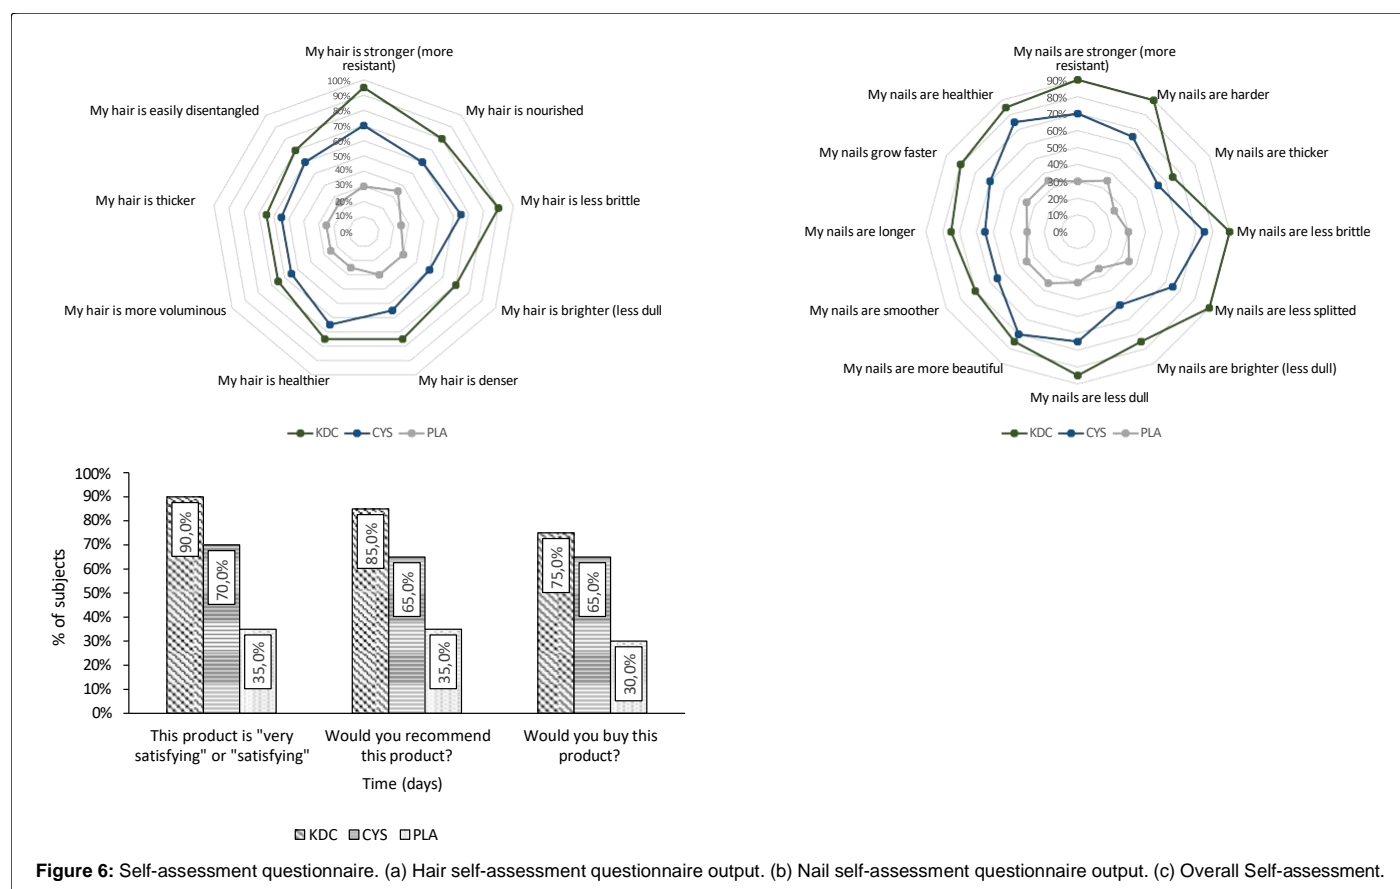 My hair is stronger (more
resistant)
100%
90%
80%
70%
60%
50%
40%
30%
20%
10%
0%
My hair is nourished
My hair is less brittle
My hair is brighter (less dull
My hair is denser
My hair is healthier
My hair is more voluminous
My hair is thicker
My hair is easily disentangled
KDC CYS PLA
My nails are stronger (more
resistant)
90%
80%
70%
60%
50%
40%
30%
20%
10%
0%
My nails are harder
My nails are thicker
My nails are less brittle
My nails are less splitted
My nails are brighter (less dull)
My nails are less dull
My nails are more beautiful
My nails are smoother
My nails are longer
My nails grow faster
My nails are healthier
KDC CYS PLA
% of subjects
100%
90%
80%
70%
60%
50%
40%
30%
20%
10%
0%
90,0%
70,0%
35,0%
85,0%
65,0%
35,0%
75,0%
65,0%
30,0%
This product is "very
satisfying" or "satisfying"
Would you recommend
this product?
Would you buy this
product?
Time (days)
KDC CYS PLA
Figure 6: Self-assessment questionnaire. (a) Hair self-assessment questionnaire output. (b) Nail self-assessment questionnaire output. (c) Overall Self-assessment.